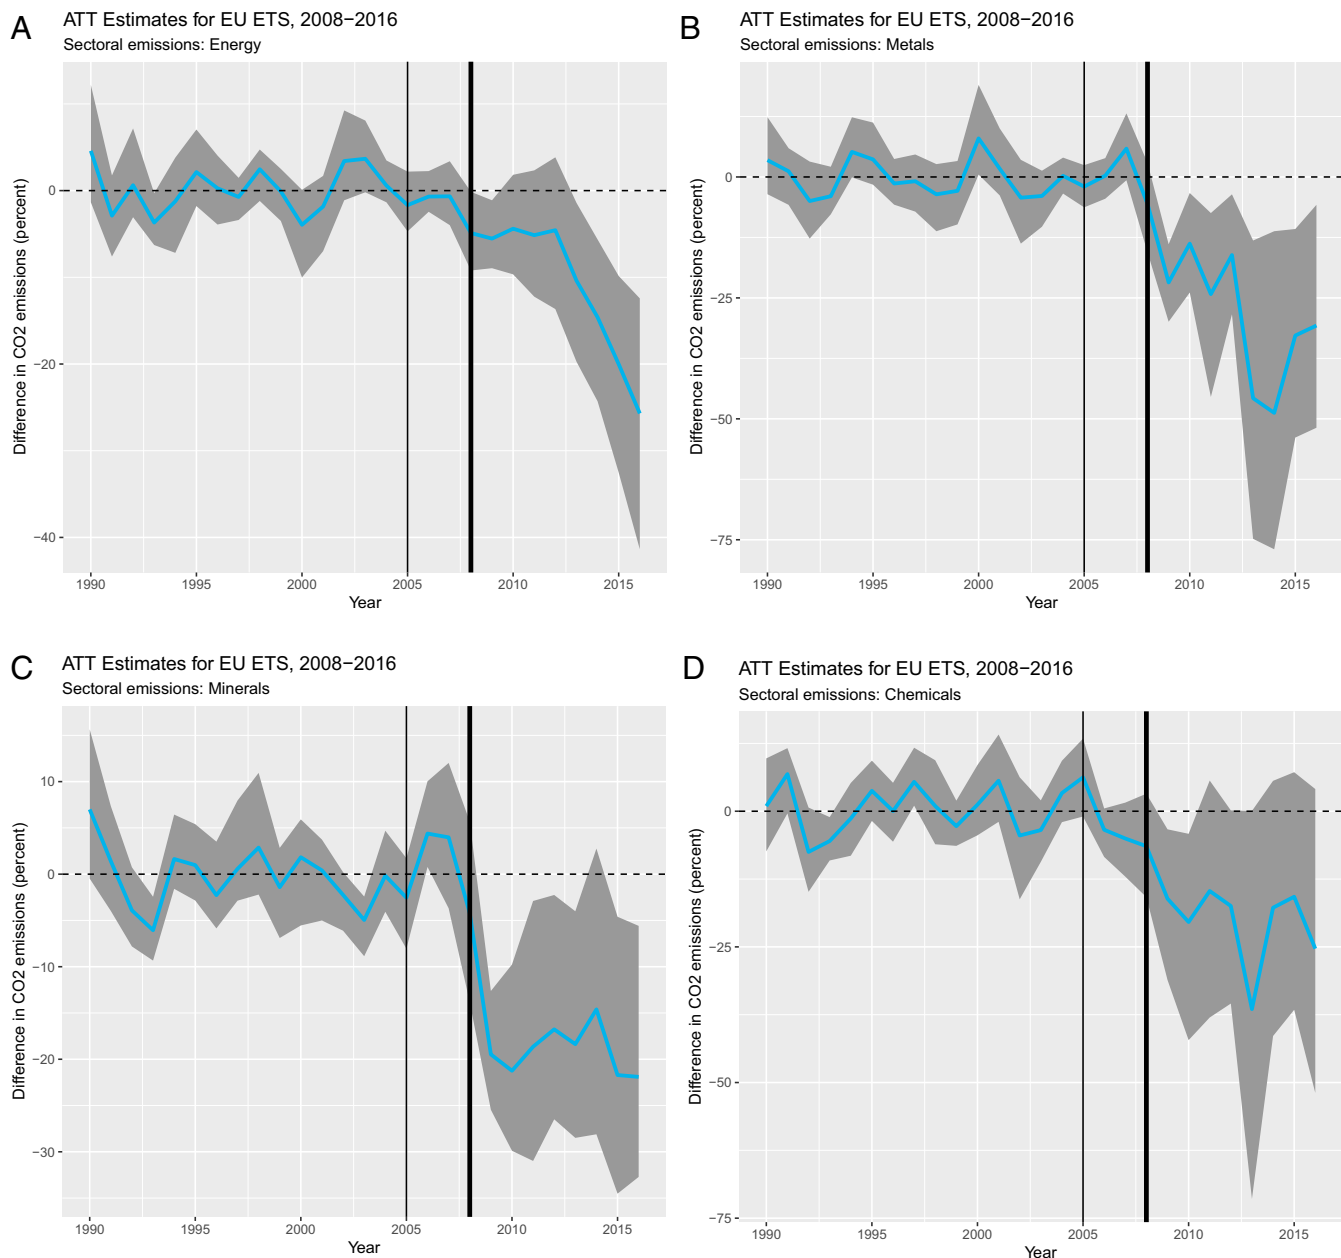 A
ATT Estimates for EU ETS, 2008−2016
Sectoral emissions: Energy
Difference in CO2 emissions (percent)
0
−20
−40
1990
1995
2000
2005
2010
2015
Year
B
ATT Estimates for EU ETS, 2008−2016
Sectoral emissions: Metals
Difference in CO2 emissions (percent)
0
−25
−50
−75
1990
1995
2000
2005
2010
2015
Year
C
ATT Estimates for EU ETS, 2008−2016
Sectoral emissions: Minerals
Difference in CO2 emissions (percent)
10
0
−10
−20
−30
1990
1995
2000
2005
2010
2015
Year
D
ATT Estimates for EU ETS, 2008−2016
Sectoral emissions: Chemicals
Difference in CO2 emissions (percent)
0
−25
−50
−75
1990
1995
2000
2005
2010
2015
Year